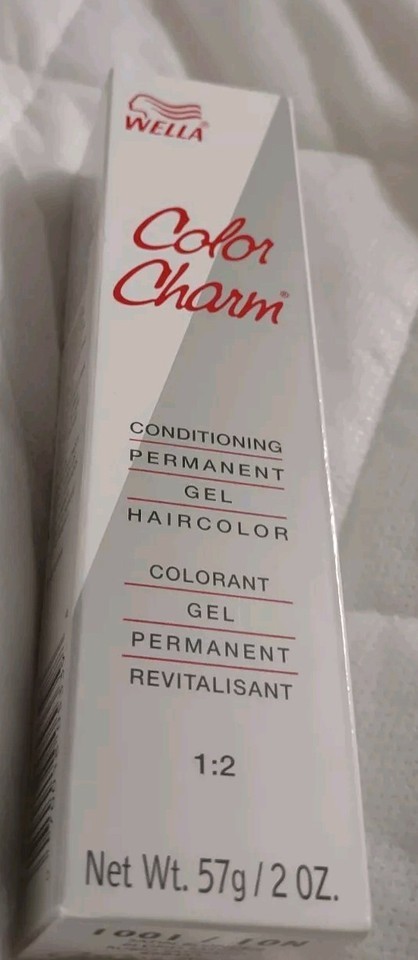 WELLA®
Color
Charm®
CONDITIONING
PERMANENT
GEL
HAIRCOLOR
COLORANT
GEL
PERMANENT
REVITALISANT
1:2
Net Wt. 57g / 2 OZ.